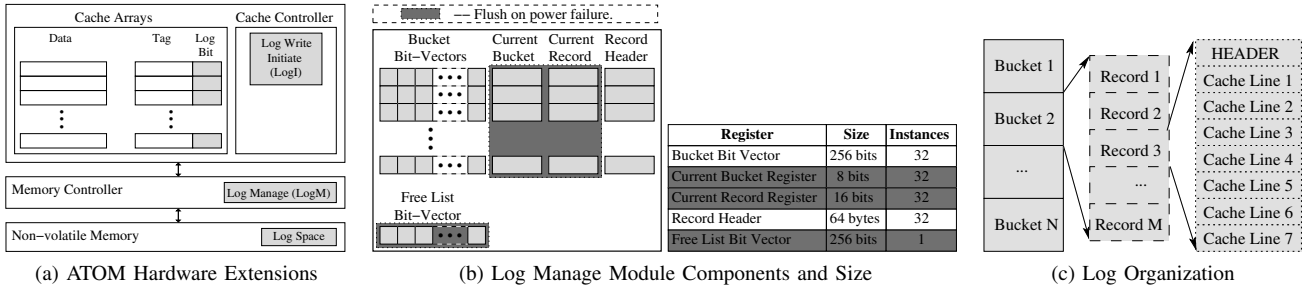 Cache Arrays
Cache Controller
Data
Tag
Log
Bit
Log Write
Initiate
(LogI)
Memory Controller
Log Manage (LogM)
Non−volatile Memory
Log Space
(a) ATOM Hardware Extensions
−− Flush on power failure.
Bucket
Bit−Vectors
Current
Bucket
Current
Record
Record
Header
Free List
Bit−Vector
Register Size Instances
Bucket Bit Vector 256 bits 32
Current Bucket Register 8 bits 32
Current Record Register 16 bits 32
Record Header 64 bytes 32
Free List Bit Vector 256 bits 1
(b) Log Manage Module Components and Size
Bucket 1
Bucket 2
...
Bucket N
Record 1
Record 2
Record 3
...
Record M
HEADER
Cache Line 1
Cache Line 2
Cache Line 3
Cache Line 4
Cache Line 5
Cache Line 6
Cache Line 7
(c) Log Organization